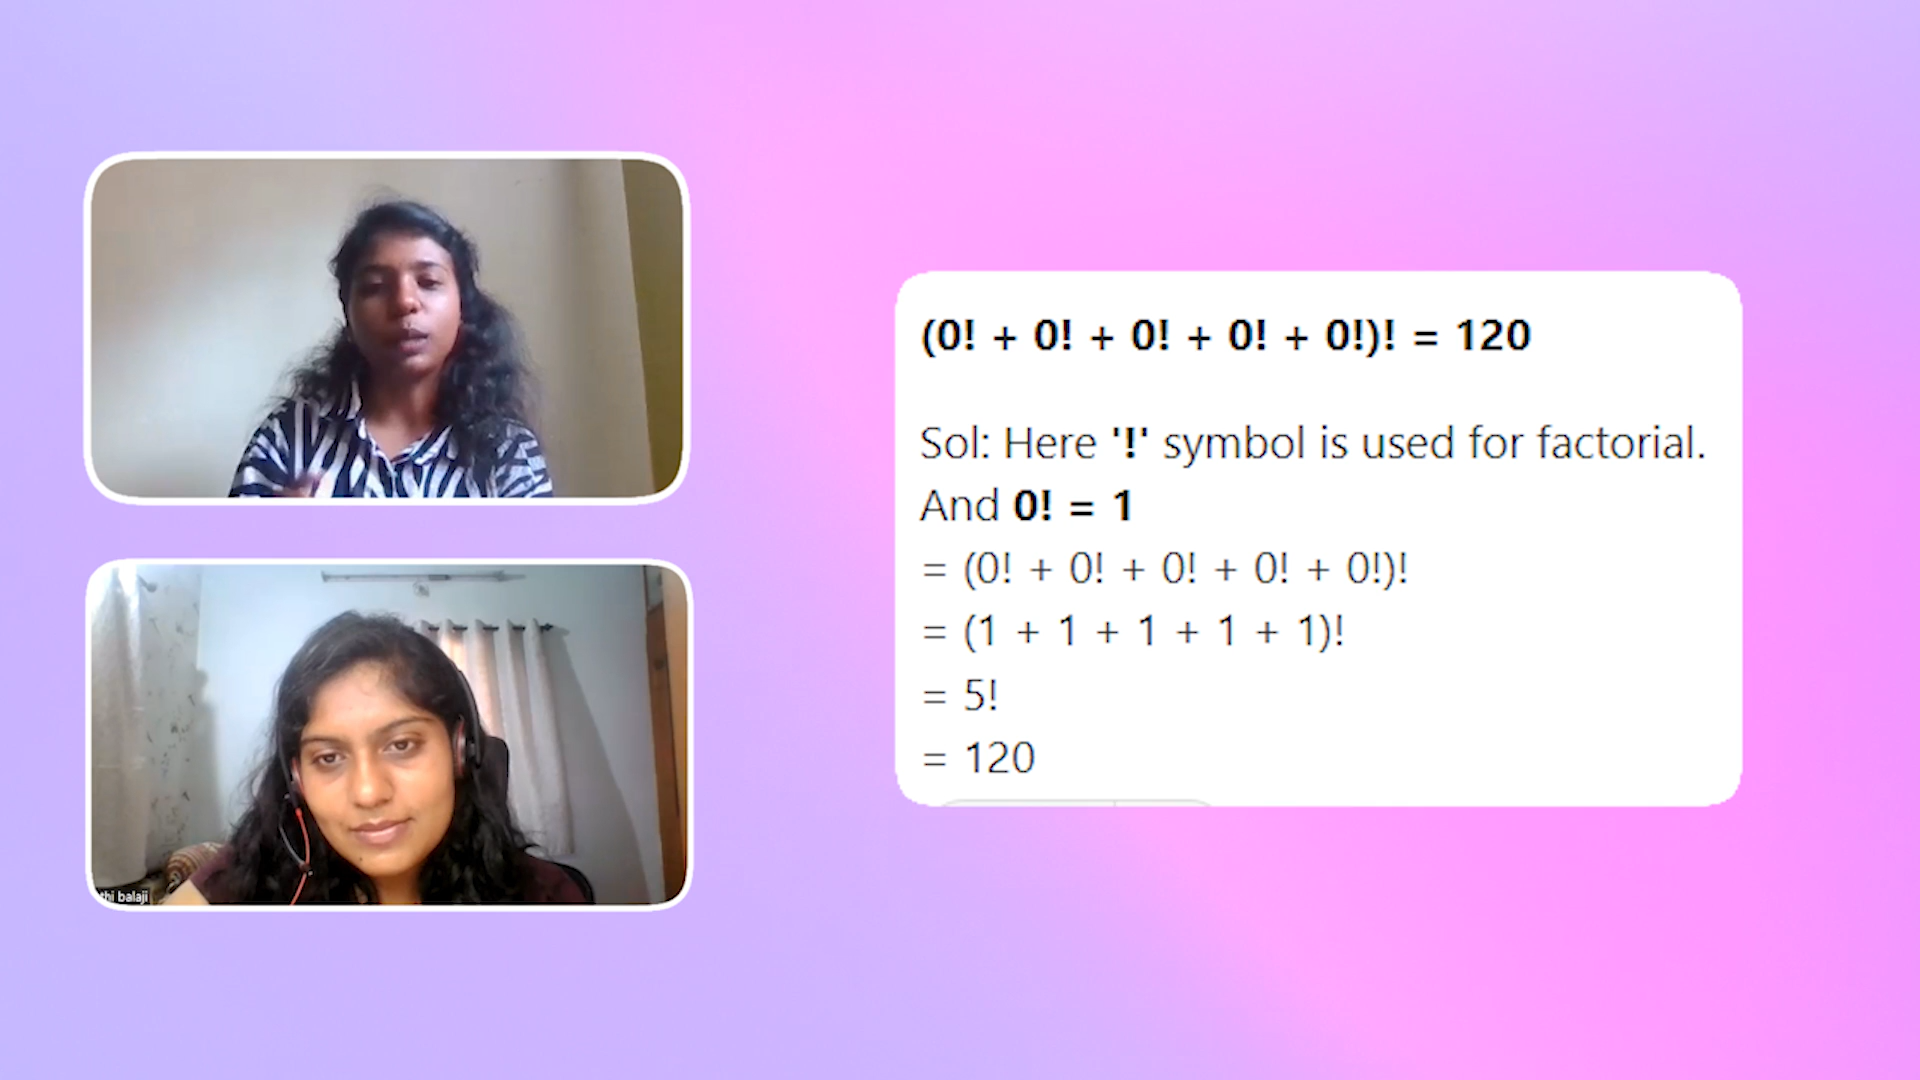 (0! + 0! + 0! + 0! + 0!)! = 120
Sol: Here '!' symbol is used for factorial.
And 0! = 1
= (0! + 0! + 0! + 0! + 0!)!
= (1 + 1 + 1 + 1 + 1)!
= 5!
= 120
balaji